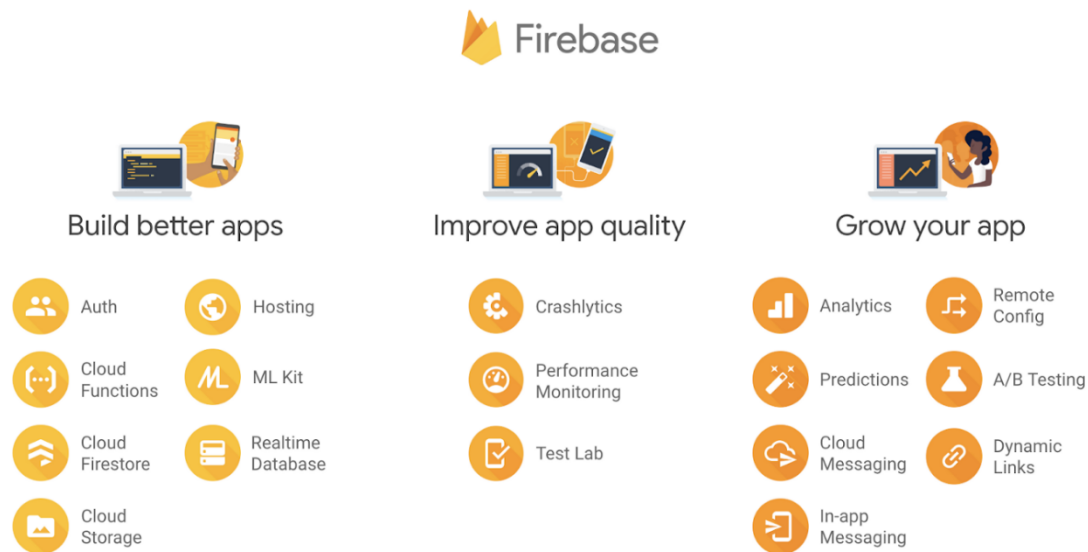 Firebase
Build better apps
Auth
Hosting
Cloud
Functions
ML Kit
Cloud
Firestore
Realtime
Database
Cloud
Storage
Improve app quality
Crashlytics
Performance
Monitoring
Test Lab
Grow your app
Analytics
Remote
Config
Predictions
A/B Testing
Cloud
Messaging
Dynamic
Links
In-app
Messaging